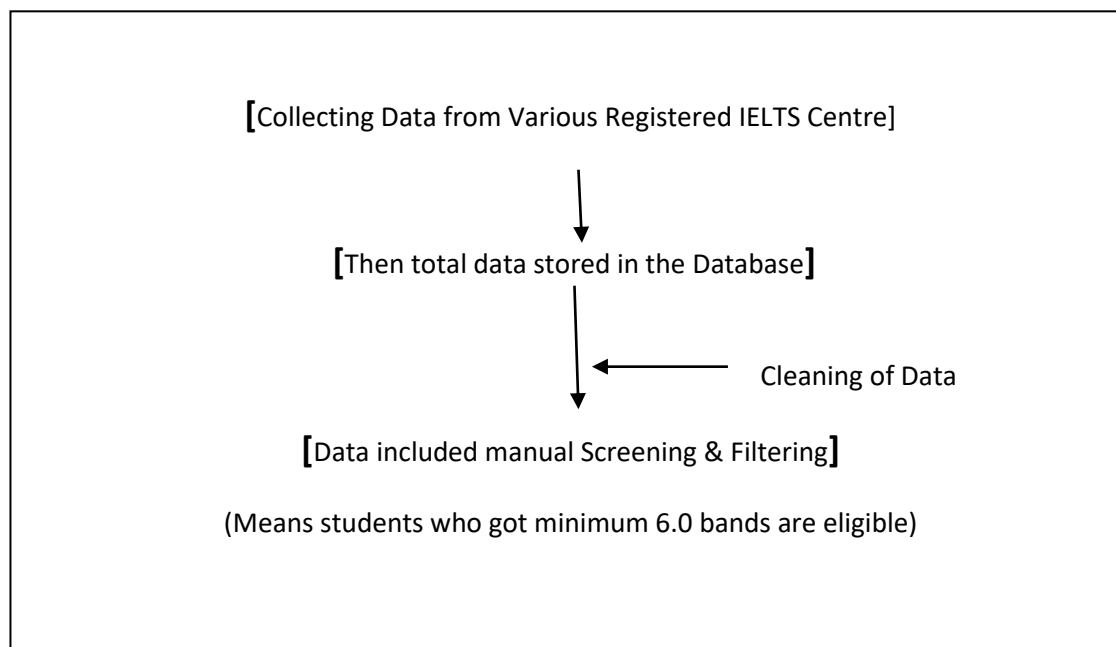 [Collecting Data from Various Registered IELTS Centre]
[Then total data stored in the Database]
Cleaning of Data
[Data included manual Screening & Filtering]
(Means students who got minimum 6.0 bands are eligible)